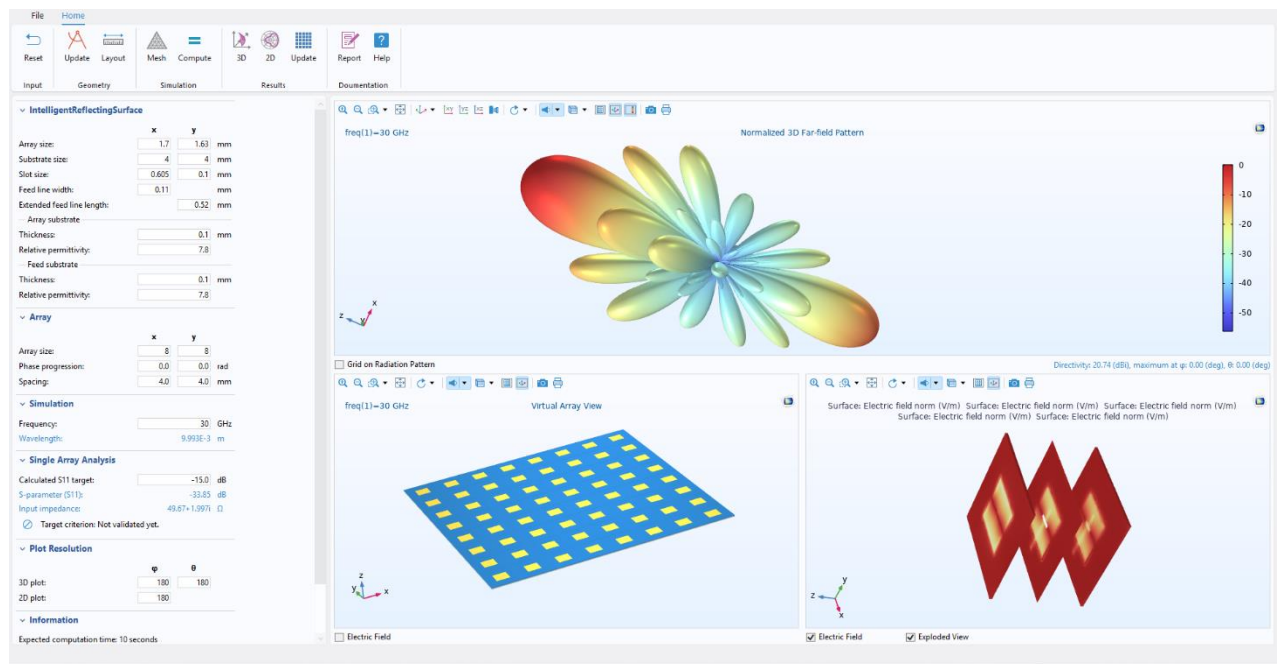 File Home
Reset Update Layout Mesh Compute 3D 2D Update Report Help
Input Geometry Simulation Results Doumentation
IntelligentReflectingSurface
x y
Array size: 1.7 1.63 mm
Substrate size: 4 4 mm
Slot size: 0.605 0.1 mm
Feed line width: 0.11 mm
Extended feed line length: 0.52 mm
Array substrate
Thickness: 0.1 mm
Relative permittivity: 7.8
Feed substrate
Thickness: 0.1 mm
Relative permittivity: 7.8
Array
x y
Array size: 8 8
Phase progression: 0.0 0.0 rad
Spacing: 4.0 4.0 mm
Simulation
Frequency: 30 GHz
Wavelength: 9.993E-3 m
Single Array Analysis
Calculated S11 target: -15.0 dB
S-parameter (S11): -33.85 dB
Input impedance: 49.67+1.997i Ω
Target criterion: Not validated yet.
Plot Resolution
φ θ
3D plot: 180 180
2D plot: 180
Information
Expected computation time: 10 seconds
freq(1)=30 GHz Normalized 3D Far-field Pattern
0
-10
-20
-30
-40
-50
x
z y
Grid on Radiation Pattern Directivity: 20.74 (dBi), maximum at φ: 0.00 (deg), θ: 0.00 (deg)
freq(1)=30 GHz Virtual Array View
z
y x
Electric Field
Surface: Electric field norm (V/m) Surface: Electric field norm (V/m) Surface: Electric field norm (V/m)
Surface: Electric field norm (V/m) Surface: Electric field norm (V/m)
y
z
x
Electric Field Exploded View